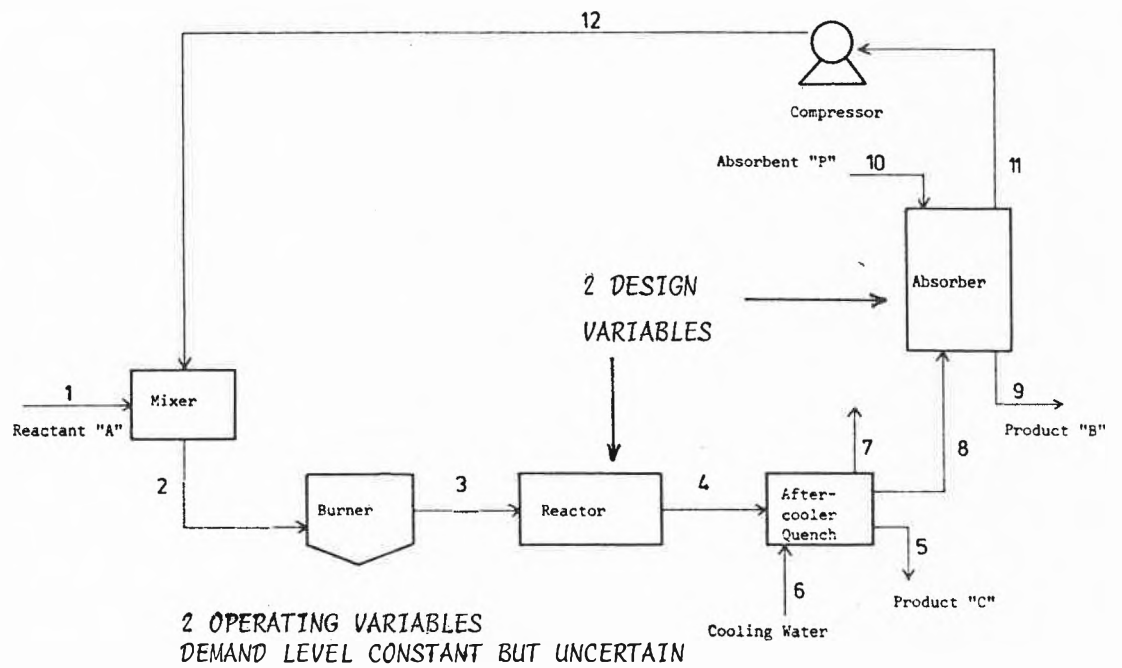 12
Compressor
Absorbent "P"
10
11
Absorber
2 DESIGN
VARIABLES
1
Mixer
Reactant "A"
9
Product "B"
7
8
2
Burner
3
Reactor
4
After-
cooler
Quench
5
6
Product "C"
Cooling Water
2 OPERATING VARIABLES
DEMAND LEVEL CONSTANT BUT UNCERTAIN